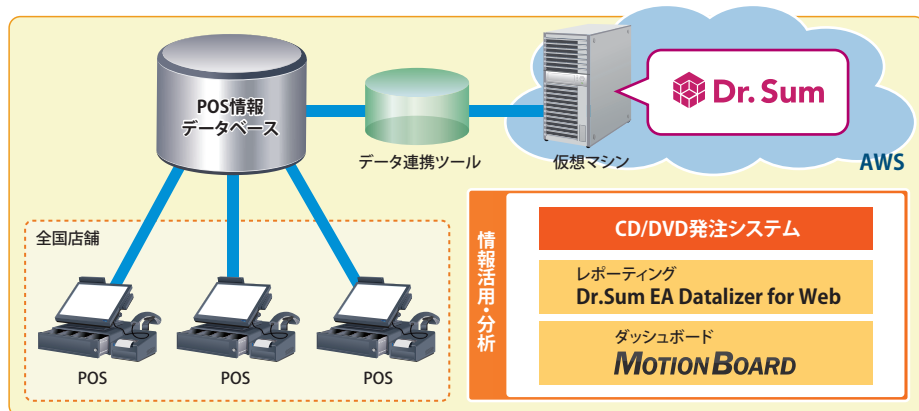 POS情報
データベース
データ連携ツール
仮想マシン
Dr.Sum
AWS
全国店舗
POS
POS
POS
情報活用・分析
CD/DVD発注システム
レポーティング
Dr.Sum EA Datalizer for Web
ダッシュボード
MOTIONBOARD